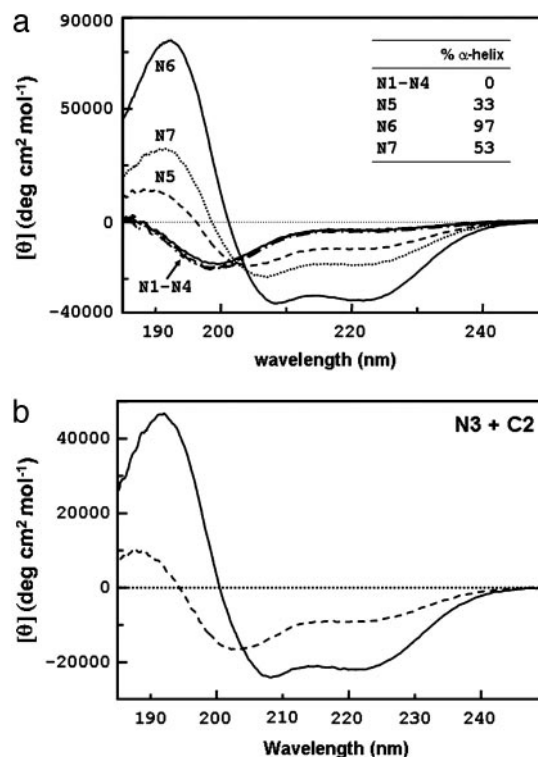 a
90000
50000
0
-40000
[θ] (deg cm² mol⁻¹)
N6
N7
N5
N1-N4
% α-helix
N1-N4 0
N5 33
N6 97
N7 53
190 200 210 220 230 240
wavelength (nm)
b
N3 + C2
40000
20000
0
-20000
[θ] (deg cm² mol⁻¹)
190 200 210 220 230 240
Wavelength (nm)